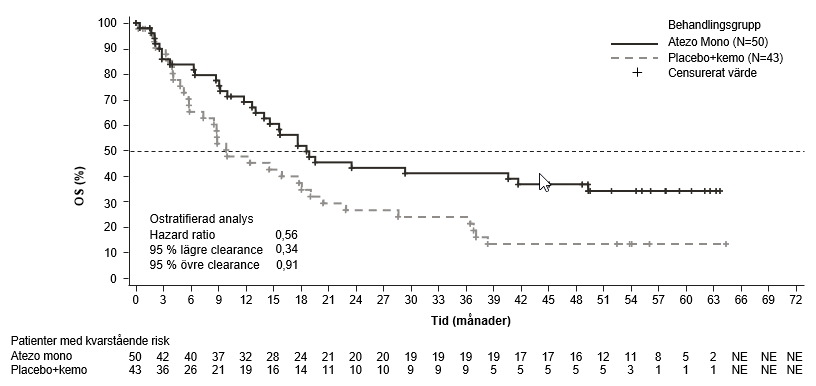 Behandlingsgrupp
Atezo Mono (N=50)
Placebo+kemo (N=43)
Censurerat värde
100
90
80
70
60
50
40
30
20
10
0
OS (%)
Ostratifierad analys
Hazard ratio 0,56
95 % lägre clearance 0,34
95 % övre clearance 0,91
0 3 6 9 12 15 18 21 24 27 30 33 36 39 42 45 48 51 54 57 60 63 66 69 72
Tid (månader)
Patienter med kvarstående risk
Atezo mono 50 42 40 37 32 28 24 21 20 20 19 19 19 19 17 17 16 12 11 8 5 2 NE NE NE
Placebo+kemo 43 36 26 21 19 16 14 11 10 10 9 9 9 5 5 5 5 5 3 1 1 1 NE NE NE